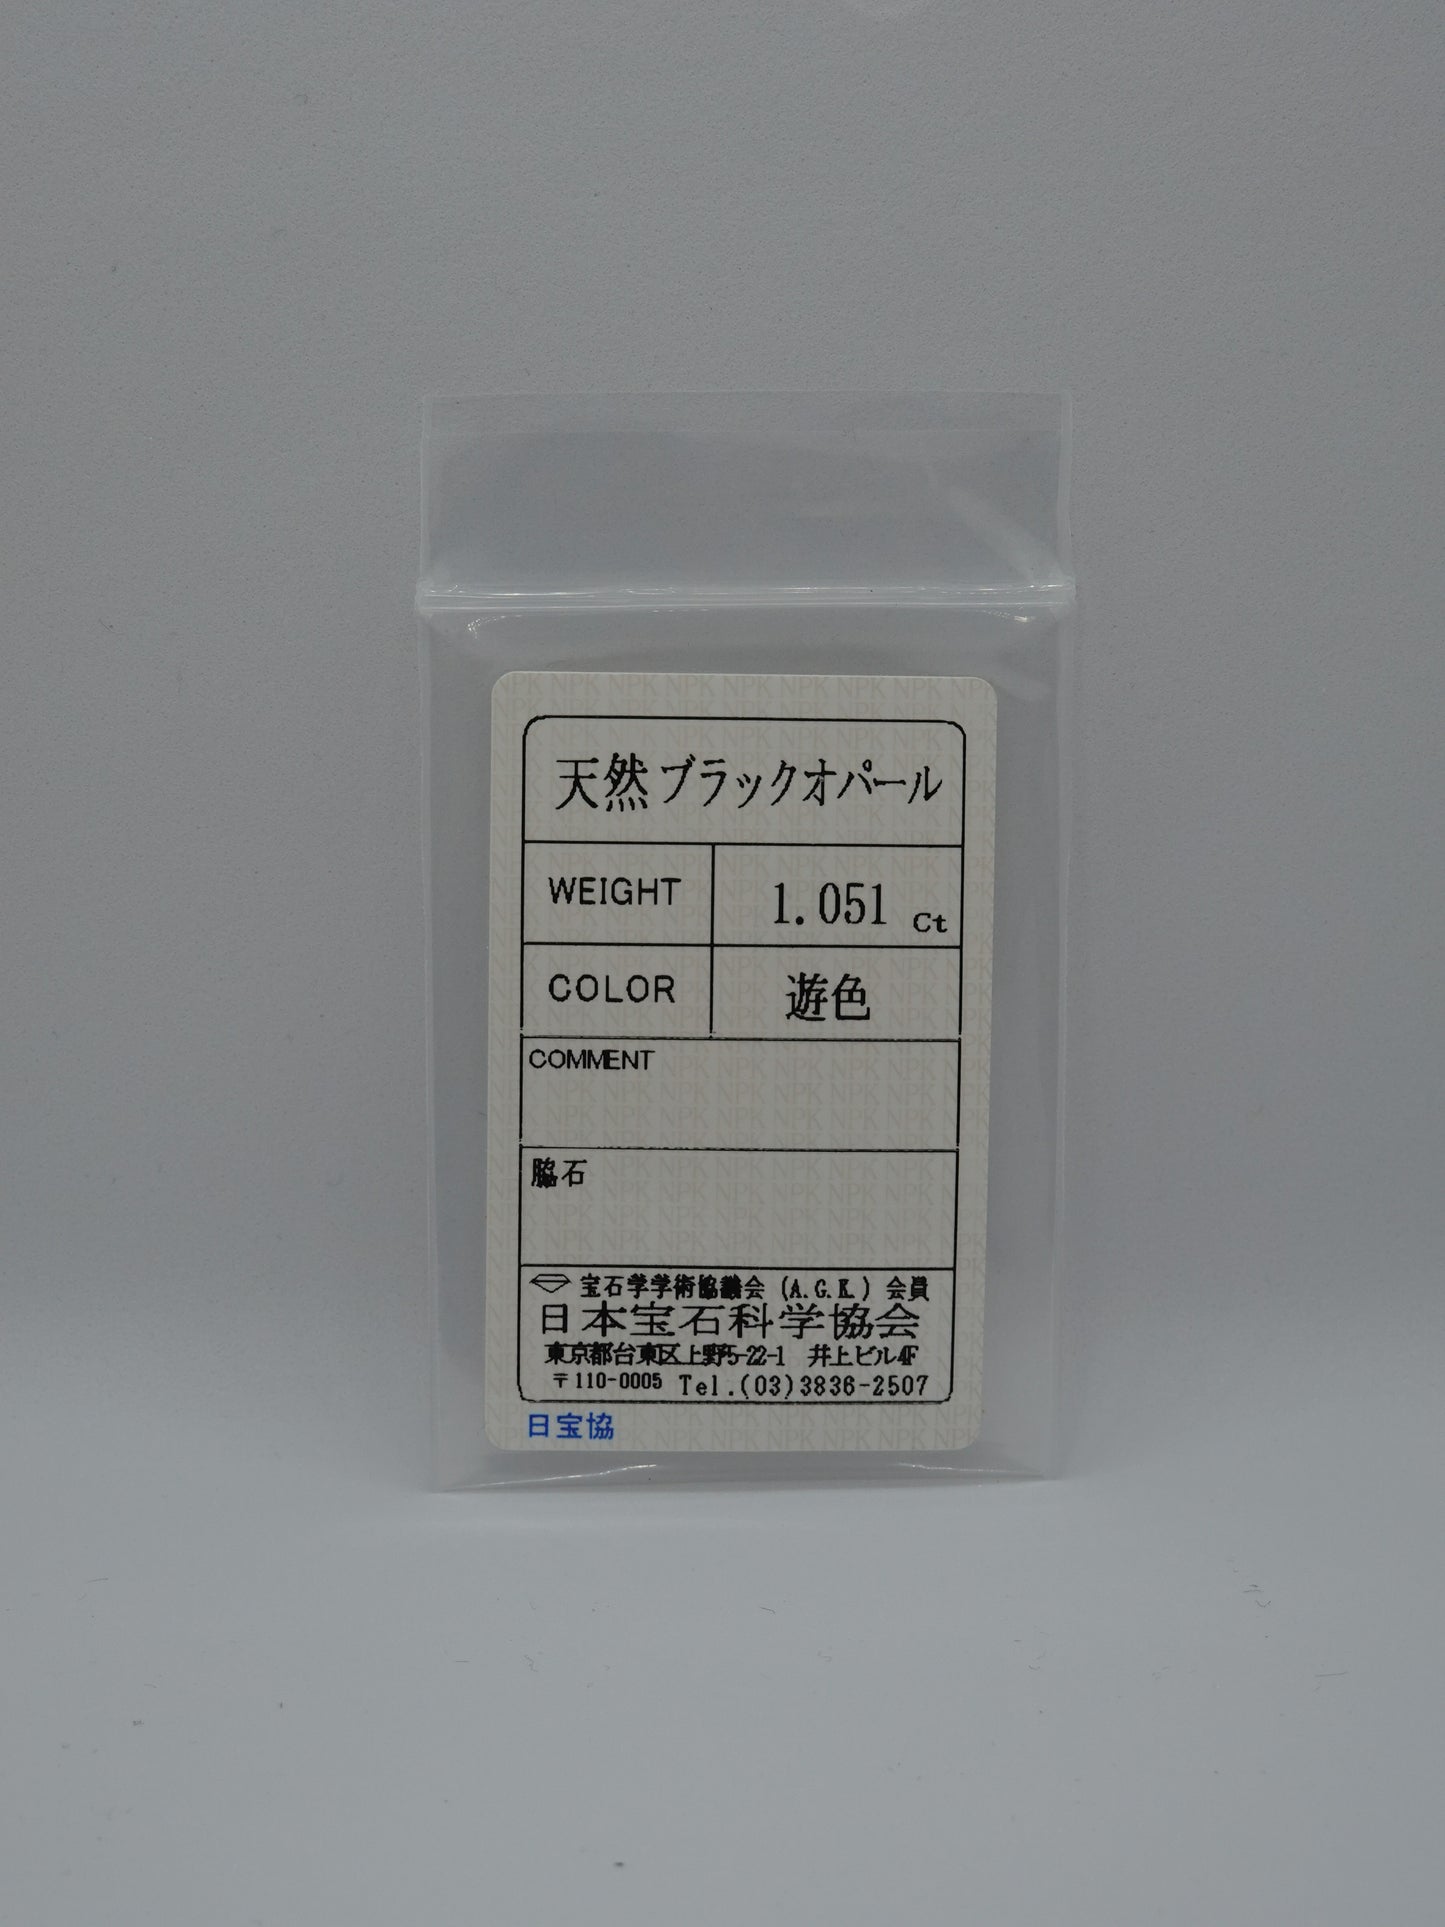 天然ブラックオパール
WEIGHT 1.051 Ct
COLOR 遊色
COMMENT
脇石
宝石学学術協議会 (A.G.K.) 会員
日本宝石科学協会
東京都台東区上野5-22-1 井上ビル4F
〒110-0005 Tel.(03)3836-2507
日宝協